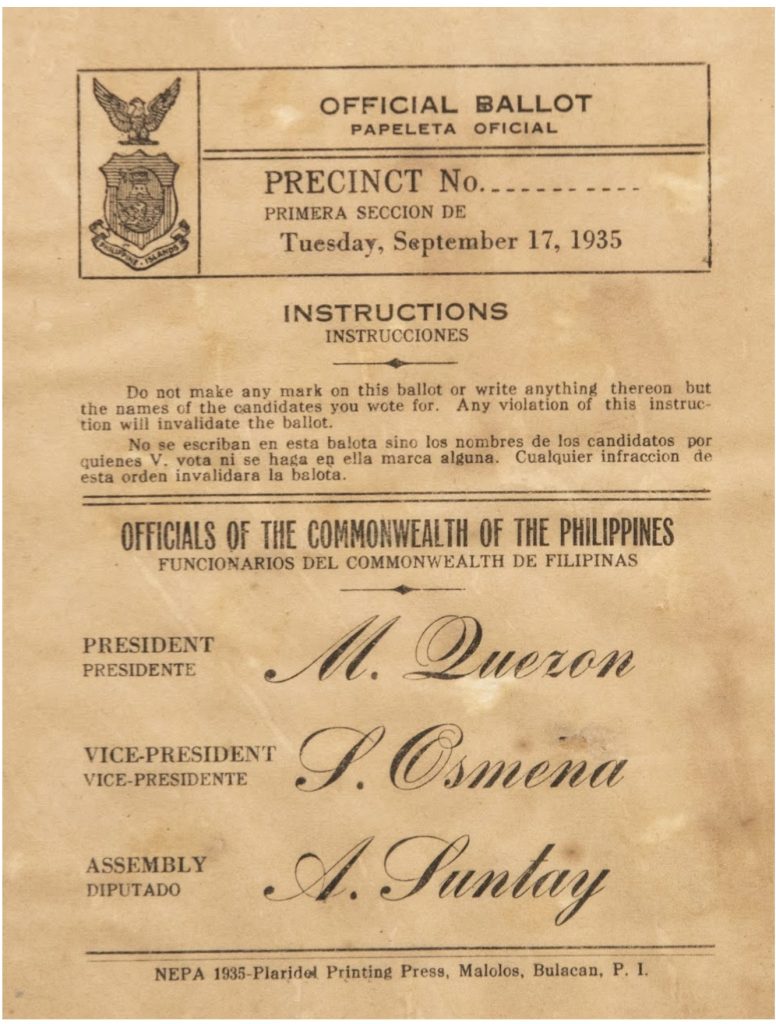 OFFICIAL BALLOT
PAPELETA OFICIAL
PRECINCT No. ............
PRIMERA SECCION DE
Tuesday, September 17, 1935
PHILIPPINE - ISLANDS
INSTRUCTIONS
INSTRUCCIONES
Do not make any mark on this ballot or write anything thereon but
the names of the candidates you wote for. Any violation of this instruc-
tion will invalidate the ballot.
No se escriban en esta balota sino los nombres de los candidatos por
quienes V. vota ni se haga en ella marca alguna. Cualquier infraccion de
esta orden invalidara la balota.
OFFICIALS OF THE COMMONWEALTH OF THE PHILIPPINES
FUNCIONARIOS DEL COMMONWEALTH DE FILIPINAS
PRESIDENT
PRESIDENTE
M. Quezon
VICE-PRESIDENT
VICE-PRESIDENTE
S. Osmena
ASSEMBLY
DIPUTADO
A. Suntay
NEPA 1935-Plaridel Printing Press, Malolos, Bulacan, P. I.